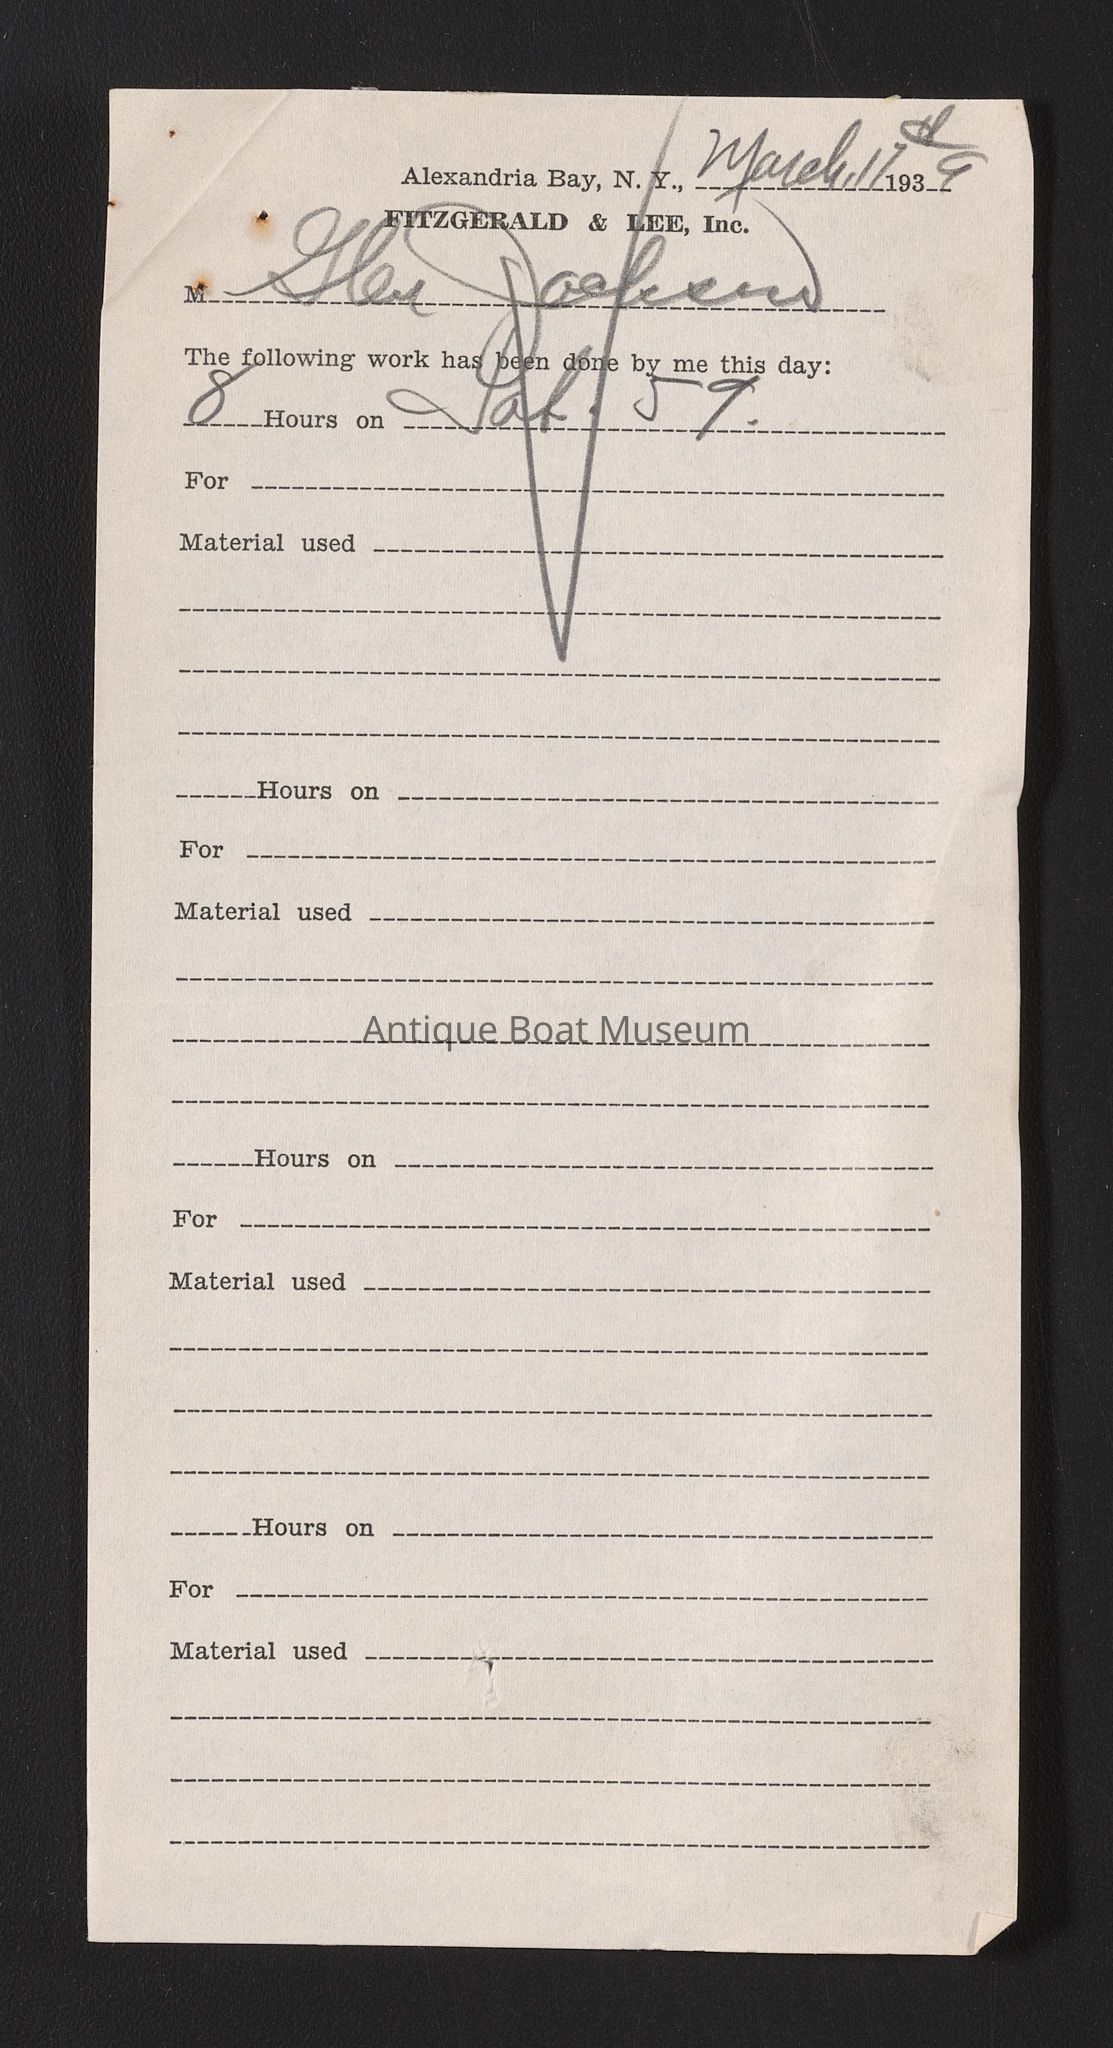 Alexandria Bay, N. Y., March 17th 1939
FITZGERALD & LEE, Inc.
M Glen Jackson
The following work has been done by me this day:
8 Hours on Lot. 59.
For
Material used
Hours on
For
Material used
Antique Boat Museum
Hours on
For
Material used
Hours on
For
Material used